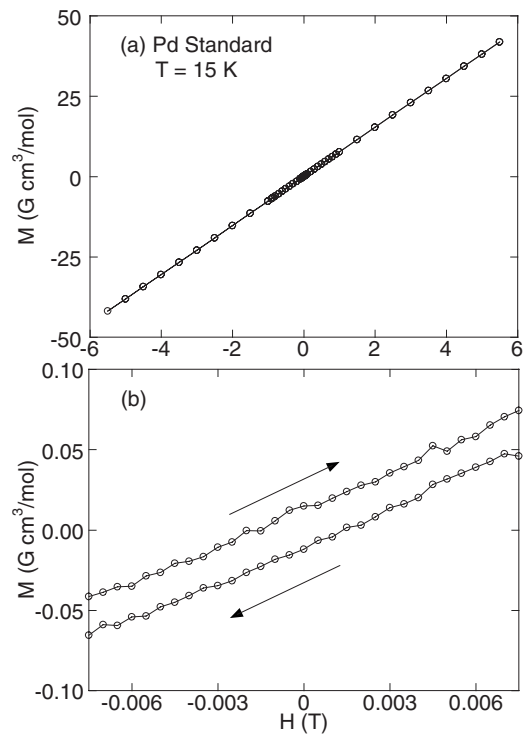 (a) Pd Standard
T = 15 K
50
25
0
-25
-50
M (G cm³/mol)
-6 -4 -2 0 2 4 6
(b)
0.10
0.05
0.00
-0.05
-0.10
M (G cm³/mol)
-0.006 -0.003 0 0.003 0.006
H (T)